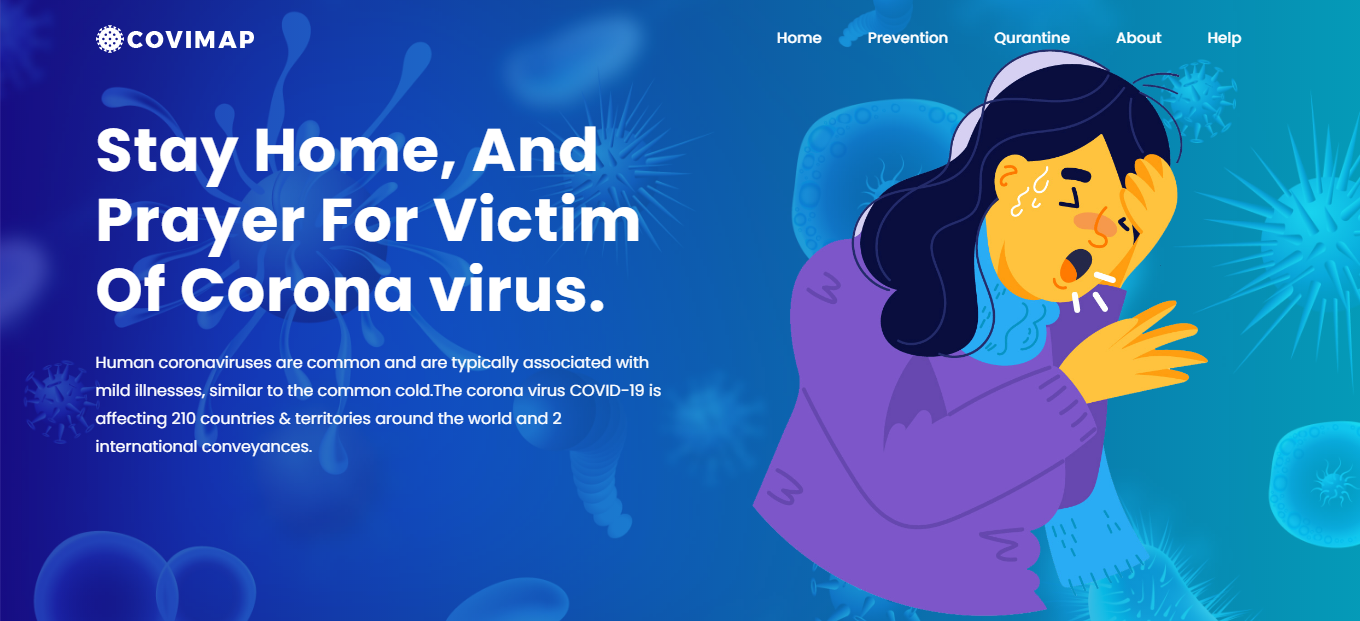 COVIMAP
Home Prevention Qurantine About Help
Stay Home, And
Prayer For Victim
Of Corona virus.
Human coronaviruses are common and are typically associated with
mild illnesses, similar to the common cold.The corona virus COVID-19 is
affecting 210 countries & territories around the world and 2
international conveyances.